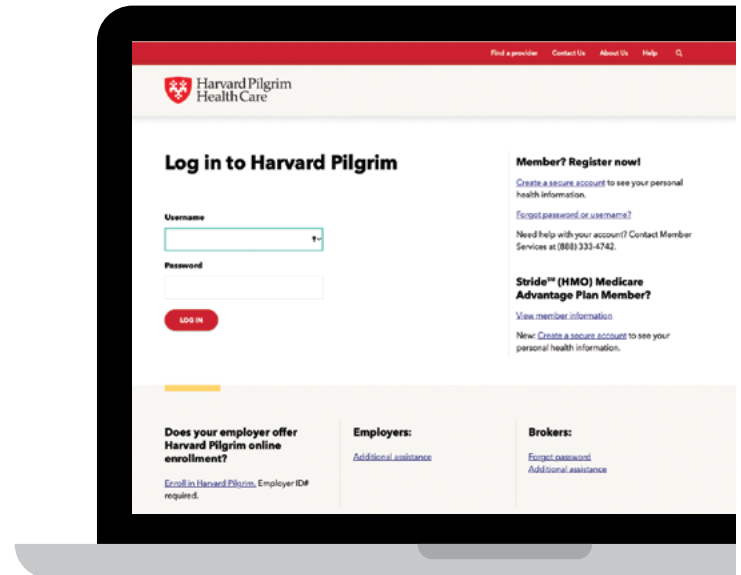 Find a provider Contact Us About Us Help
Harvard Pilgrim
HealthCare
Log in to Harvard Pilgrim
Username
Password
LOG IN
Member? Register now!
Create a secure account to see your personal
health information.
Forgot password or username?
Need help with your account? Contact Member
Services at (888) 333-4742.
Stride℠ (HMO) Medicare
Advantage Plan Member?
View member information
New: Create a secure account to see your
personal health information.
Does your employer offer
Harvard Pilgrim online
enrollment?
Enroll in Harvard Pilgrim. Employer ID#
required.
Employers:
Additional assistance
Brokers:
Forgot password
Additional assistance